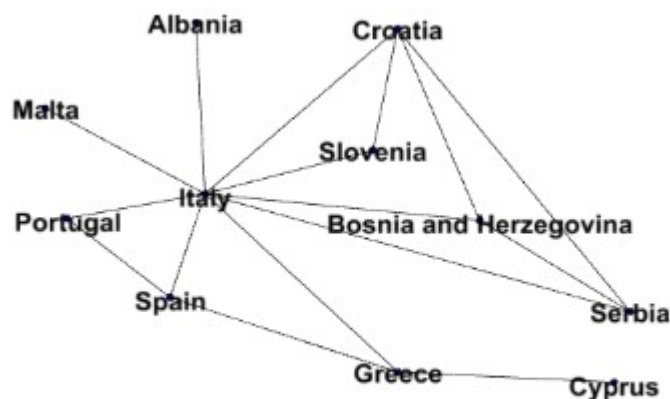 Albania
Croatia
Malta
Slovenia
Italy
Portugal
Bosnia and Herzegovina
Spain
Serbia
Greece
Cyprus